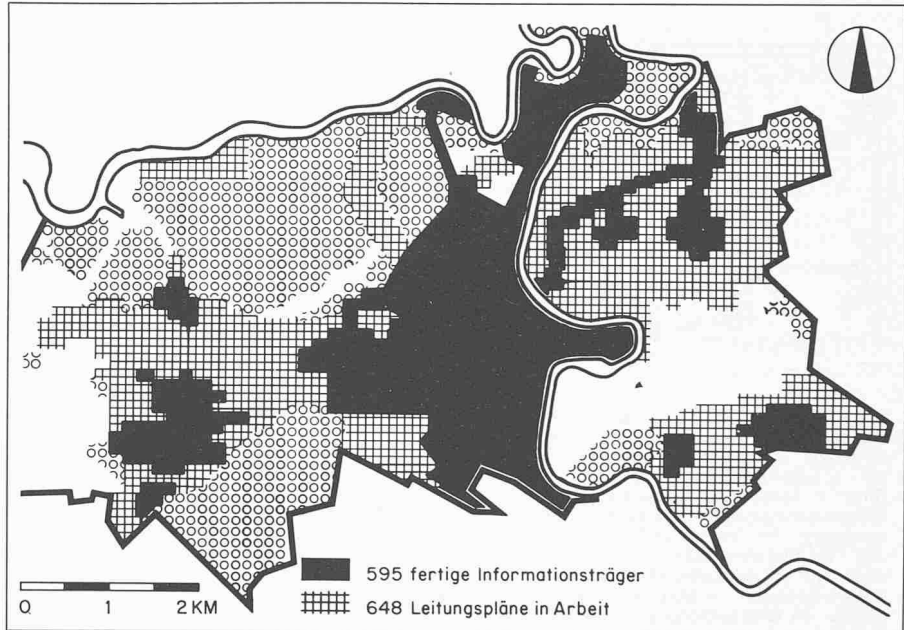 595 fertige Informationsträger
648 Leitungspläne in Arbeit
0 1 2 KM